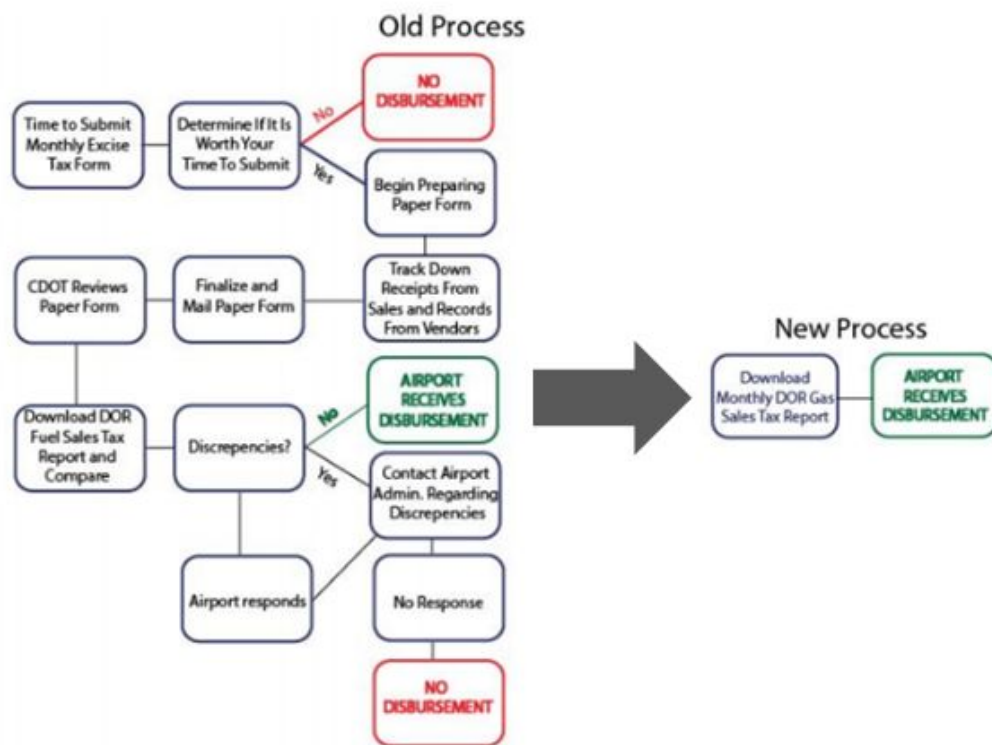 Old Process
NO
DISBURSEMENT
No
Time to Submit
Monthly Excise
Tax Form
Determine If It Is
Worth Your
Time To Submit
Yes
Begin Preparing
Paper Form
CDOT Reviews
Paper Form
Finalize and
Mail Paper Form
Track Down
Receipts From
Sales and Records
From Vendors
AIRPORT
RECEIVES
DISBURSEMENT
No
Download DOR
Fuel Sales Tax
Report and
Compare
Discrepancies?
Yes
Contact Airport
Admin. Regarding
Discrepencies
Airport responds
No Response
NO
DISBURSEMENT
New Process
Download
Monthly DOR Gas
Sales Tax Report
AIRPORT
RECEIVES
DISBURSEMENT